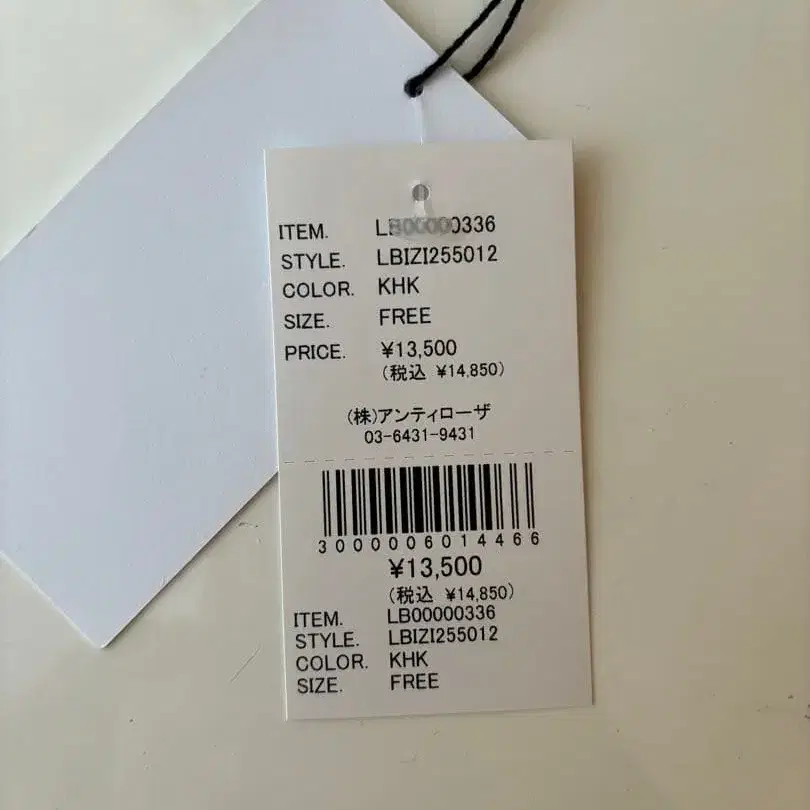 ITEM. LB00000336
STYLE. LBIZI255012
COLOR. KHK
SIZE. FREE
PRICE. ¥13,500
(税込 ¥14,850)
(株)アンティローザ
03-6431-9431
3000006014466
¥13,500
(税込 ¥14,850)
ITEM. LB00000336
STYLE. LBIZI255012
COLOR. KHK
SIZE. FREE